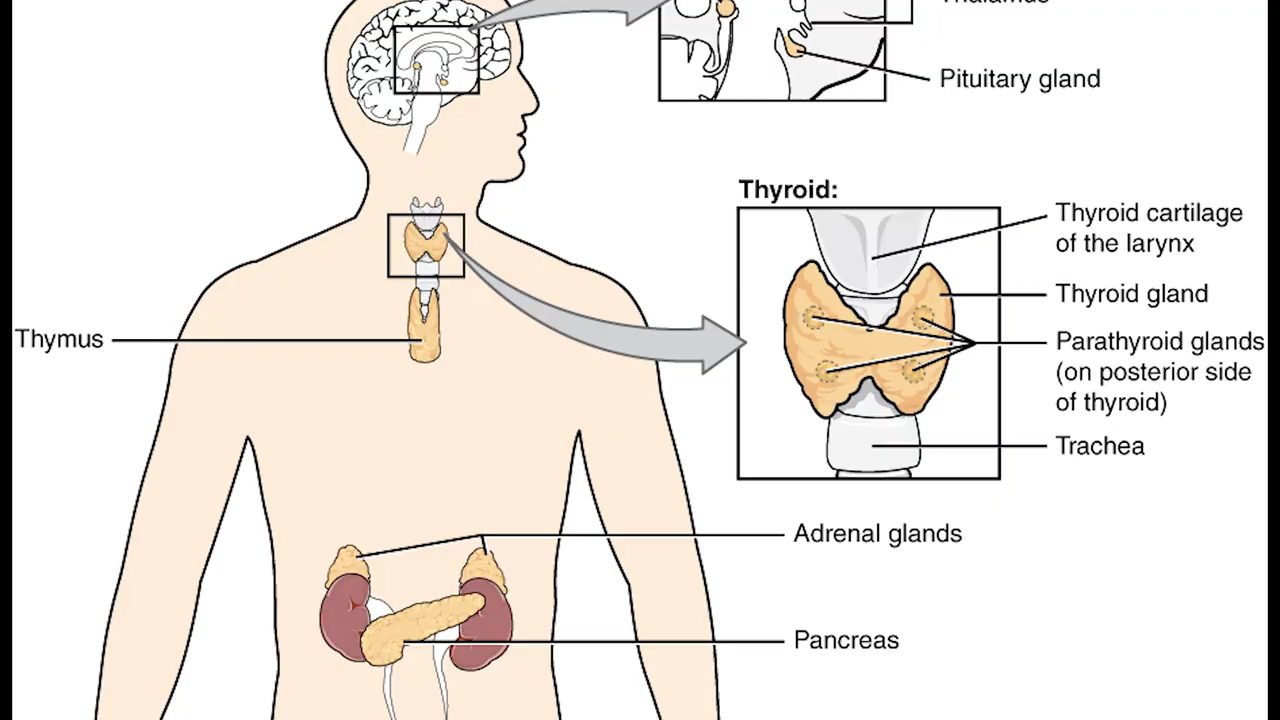 Pituitary gland
Thyroid:
Thyroid cartilage
of the larynx
Thyroid gland
Thymus
Parathyroid glands
(on posterior side
of thyroid)
Trachea
Adrenal glands
Pancreas